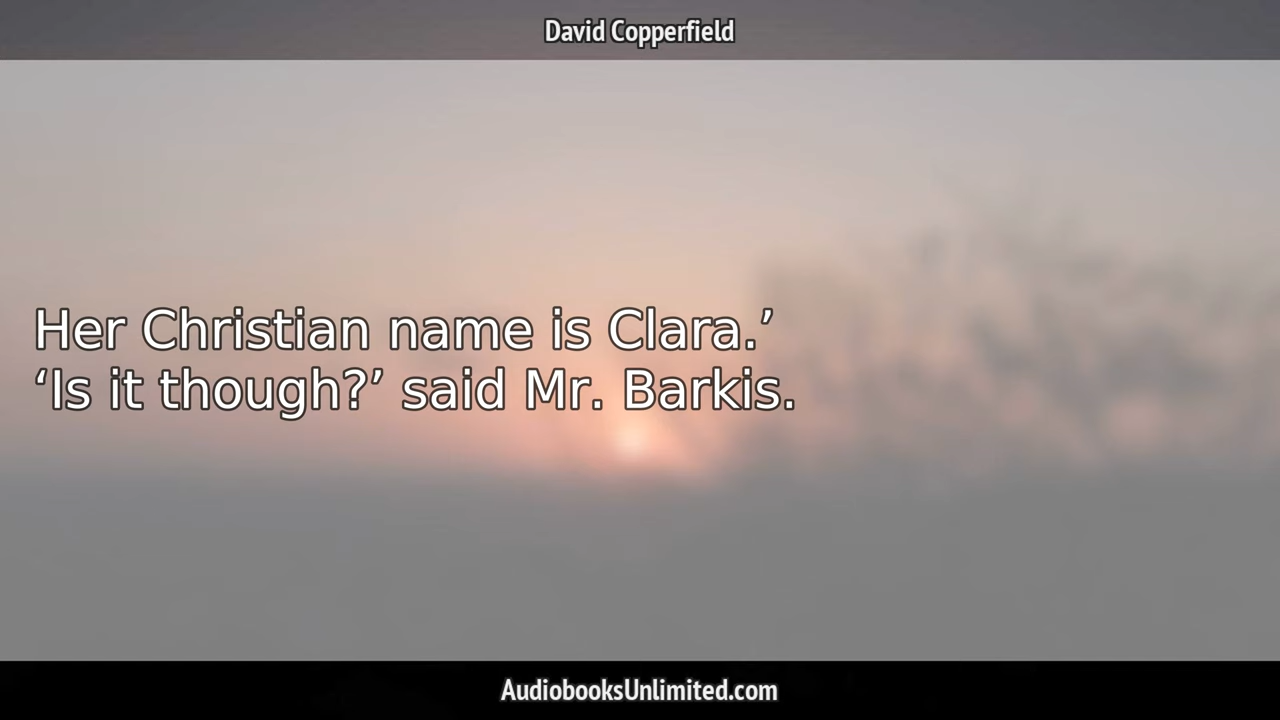 David Copperfield
Her Christian name is Clara.’
‘Is it though?’ said Mr. Barkis.
AudiobooksUnlimited.com